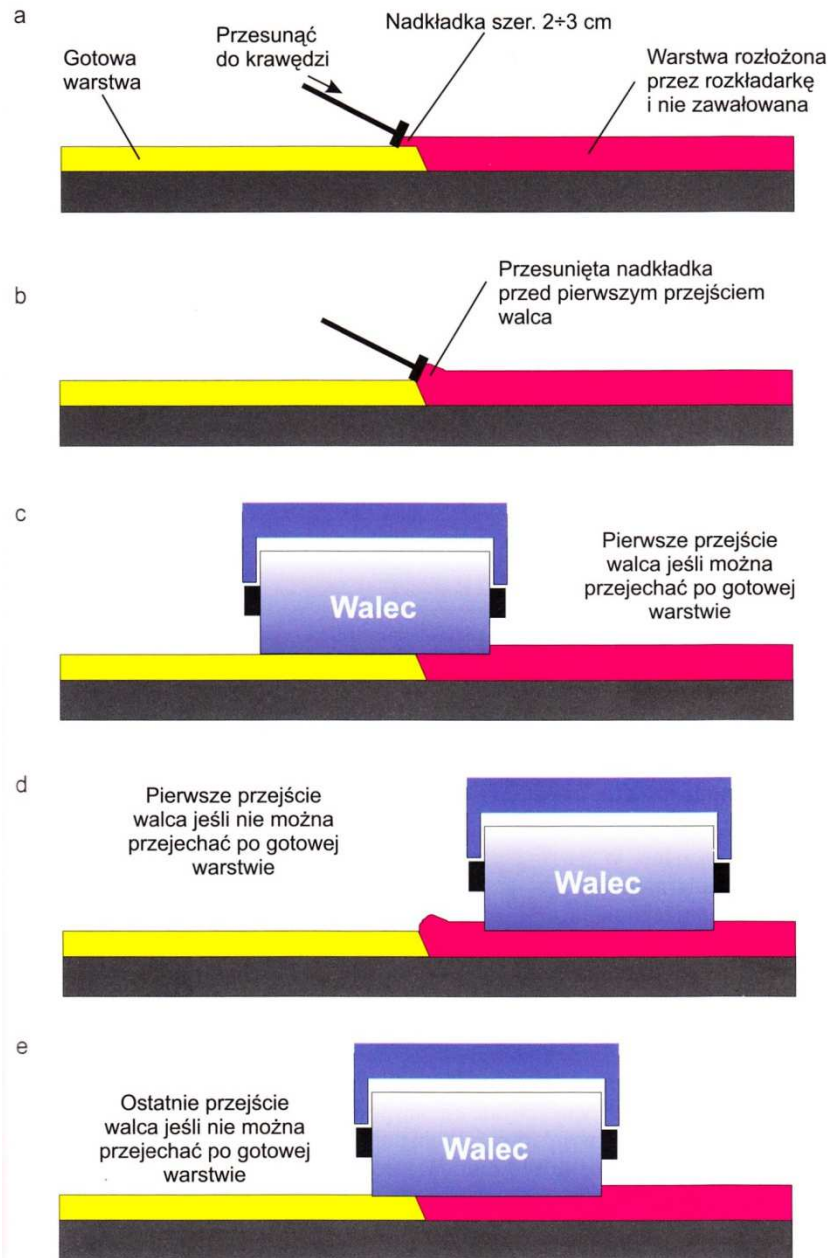 a
Gotowa
warstwa
Przesunąć
do krawędzi
Nadkładka szer. 2÷3 cm
Warstwa rozłożona
przez rozkładarkę
i nie zawałowana
b
Przesunięta nadkładka
przed pierwszym przejściem
walca
c
Walec
Pierwsze przejście
walca jeśli można
przejechać po gotowej
warstwie
d
Pierwsze przejście
walca jeśli nie można
przejechać po gotowej
warstwie
Walec
e
Ostatnie przejście
walca jeśli nie można
przejechać po gotowej
warstwie
Walec